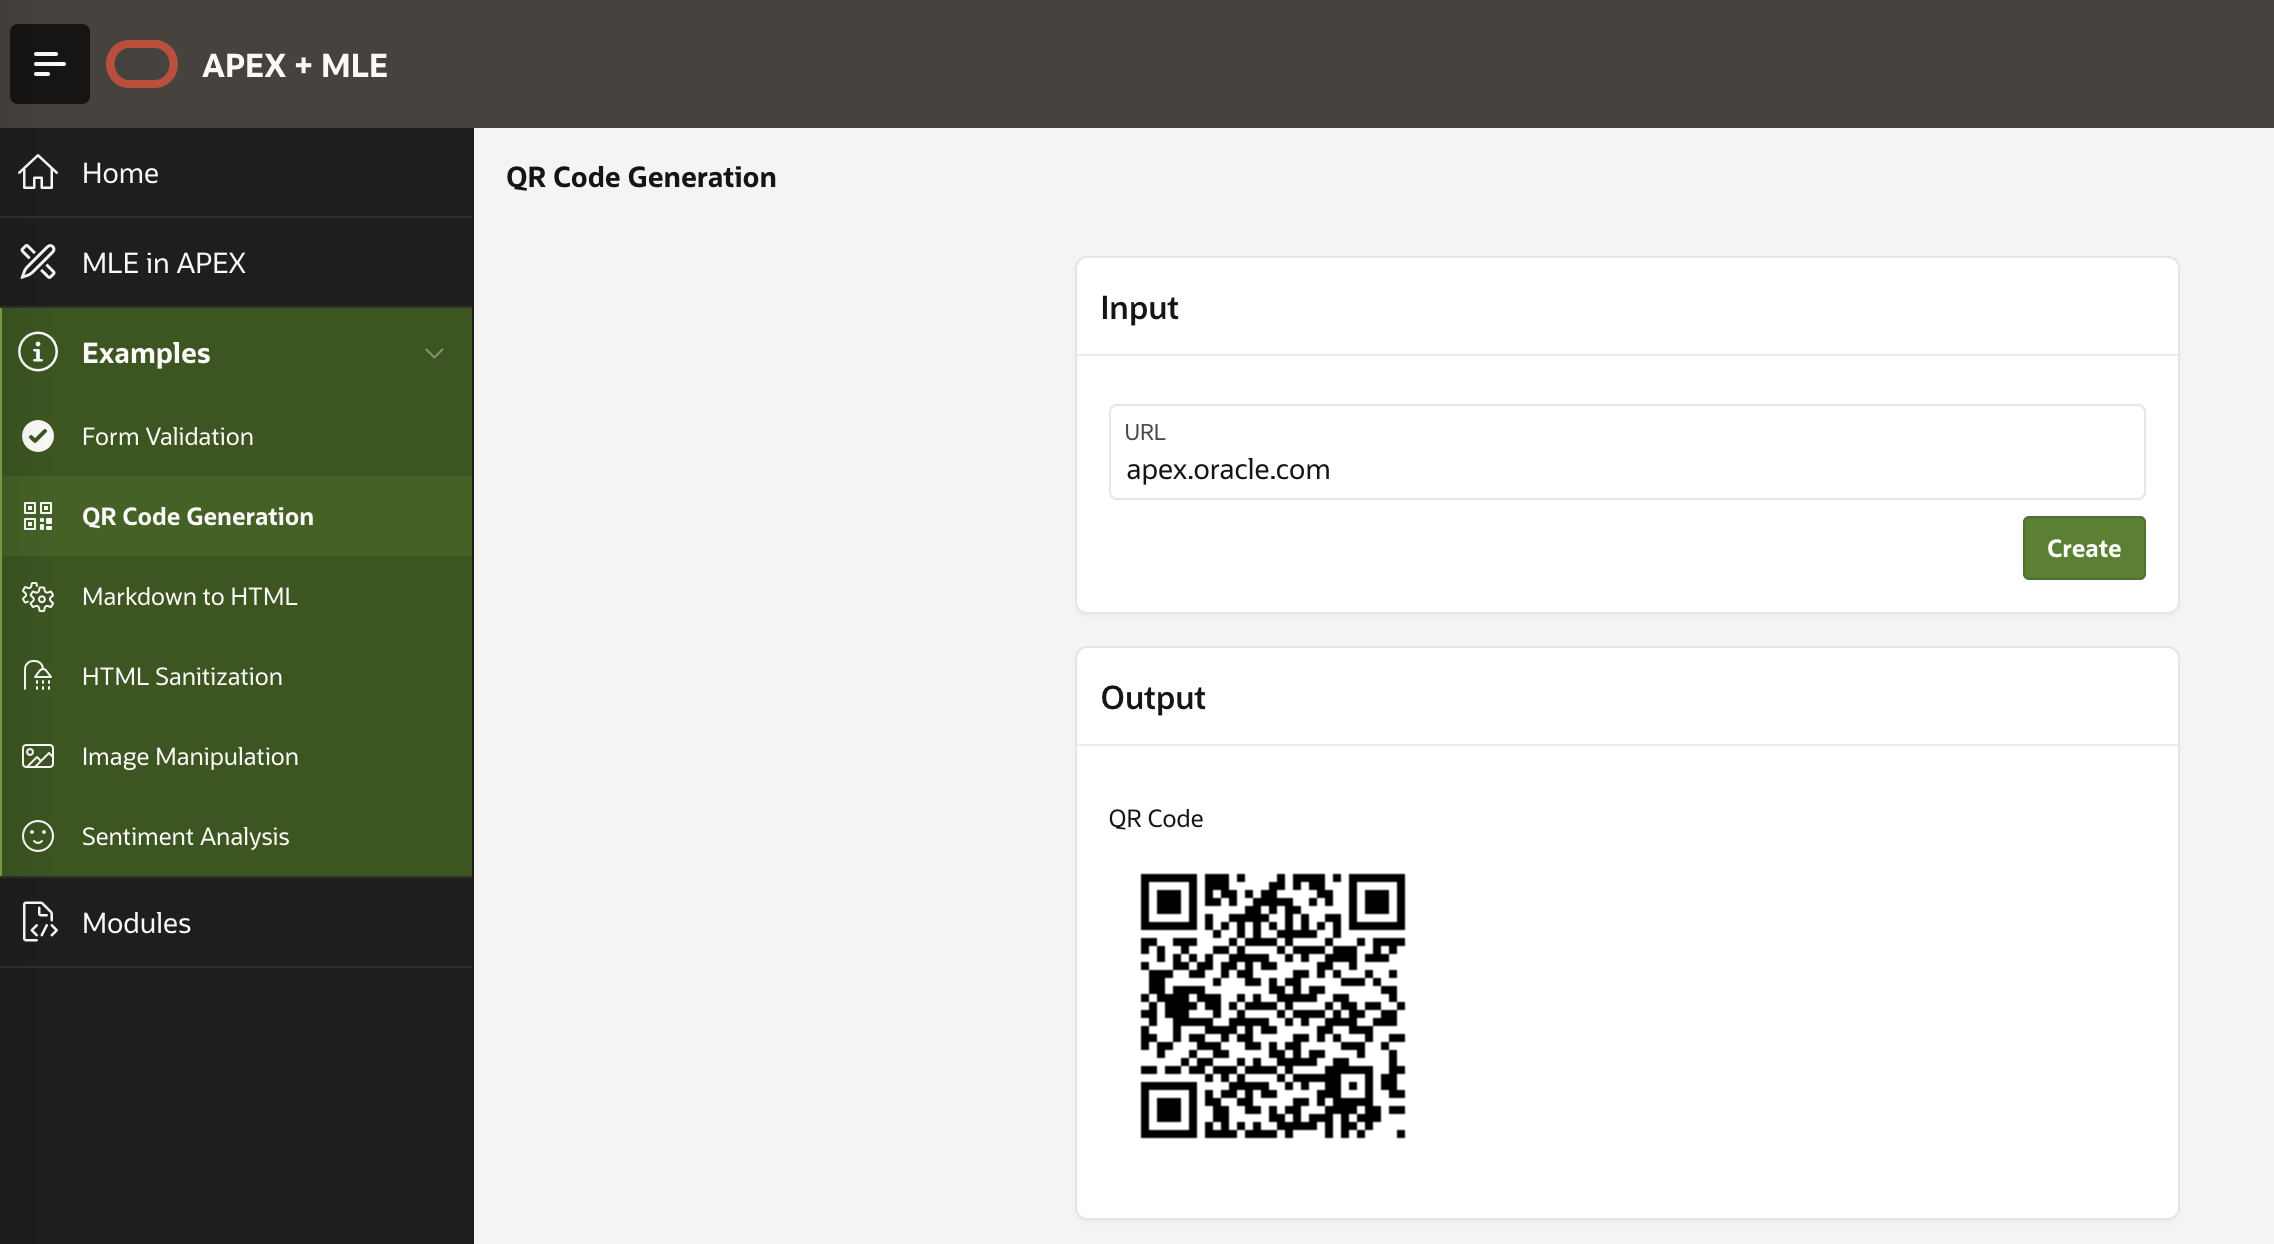 APEX + MLE
Home
MLE in APEX
Examples
Form Validation
QR Code Generation
Markdown to HTML
HTML Sanitization
Image Manipulation
Sentiment Analysis
Modules
QR Code Generation
Input
URL
apex.oracle.com
Create
Output
QR Code